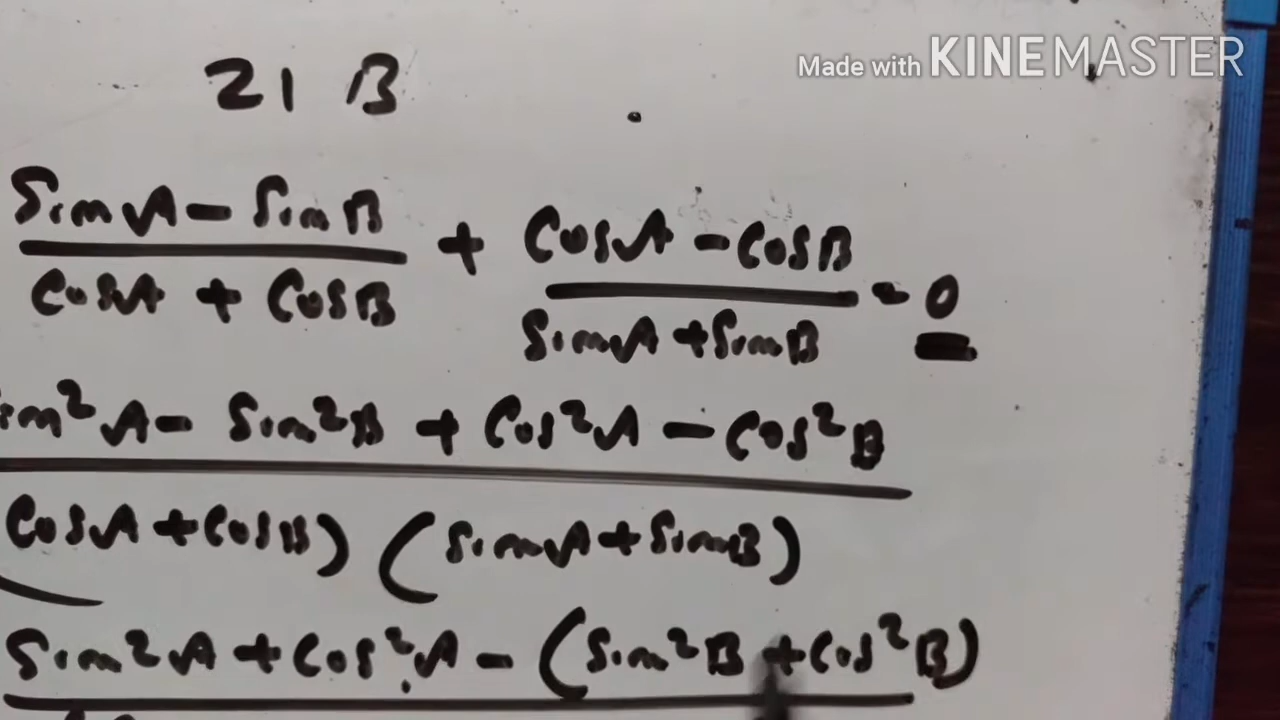 Made with KINEMASTER
21 B
SinA - SinB / CosA + CosB + CosA - CosB / SinA + SinB = 0
Sin²A - Sin²B + Cos²A - Cos²B
CosA + CosB) (SinA + SinB)
Sin²A + Cos²A - (Sin²B + Cos²B)